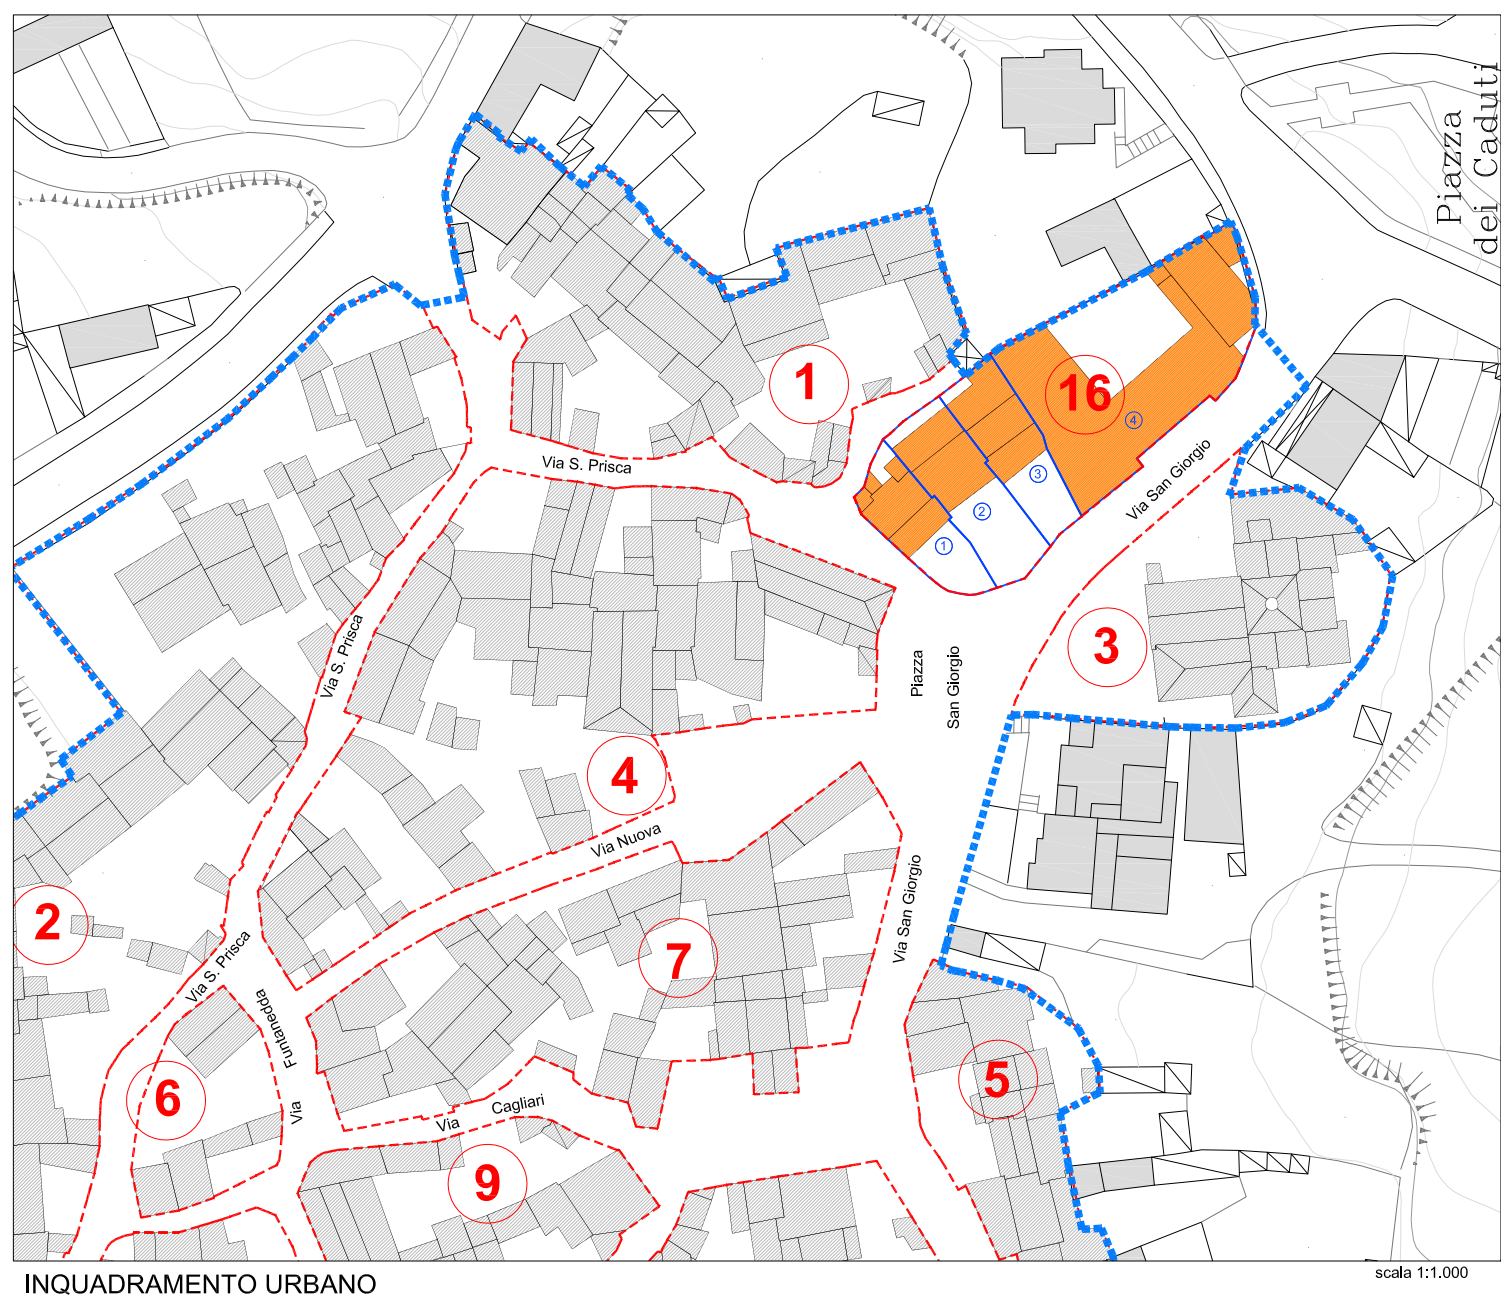 Piazza
dei Caduti
1
16
4
3
2
1
Via S. Prisca
Via San Giorgio
Via S. Prisca
3
Piazza
San Giorgio
4
Via Nuova
2
Via S. Prisca
7
Via San Giorgio
Via
Funtanedda
6
5
Via
Cagliari
9
INQUADRAMENTO URBANO
scala 1:1.000